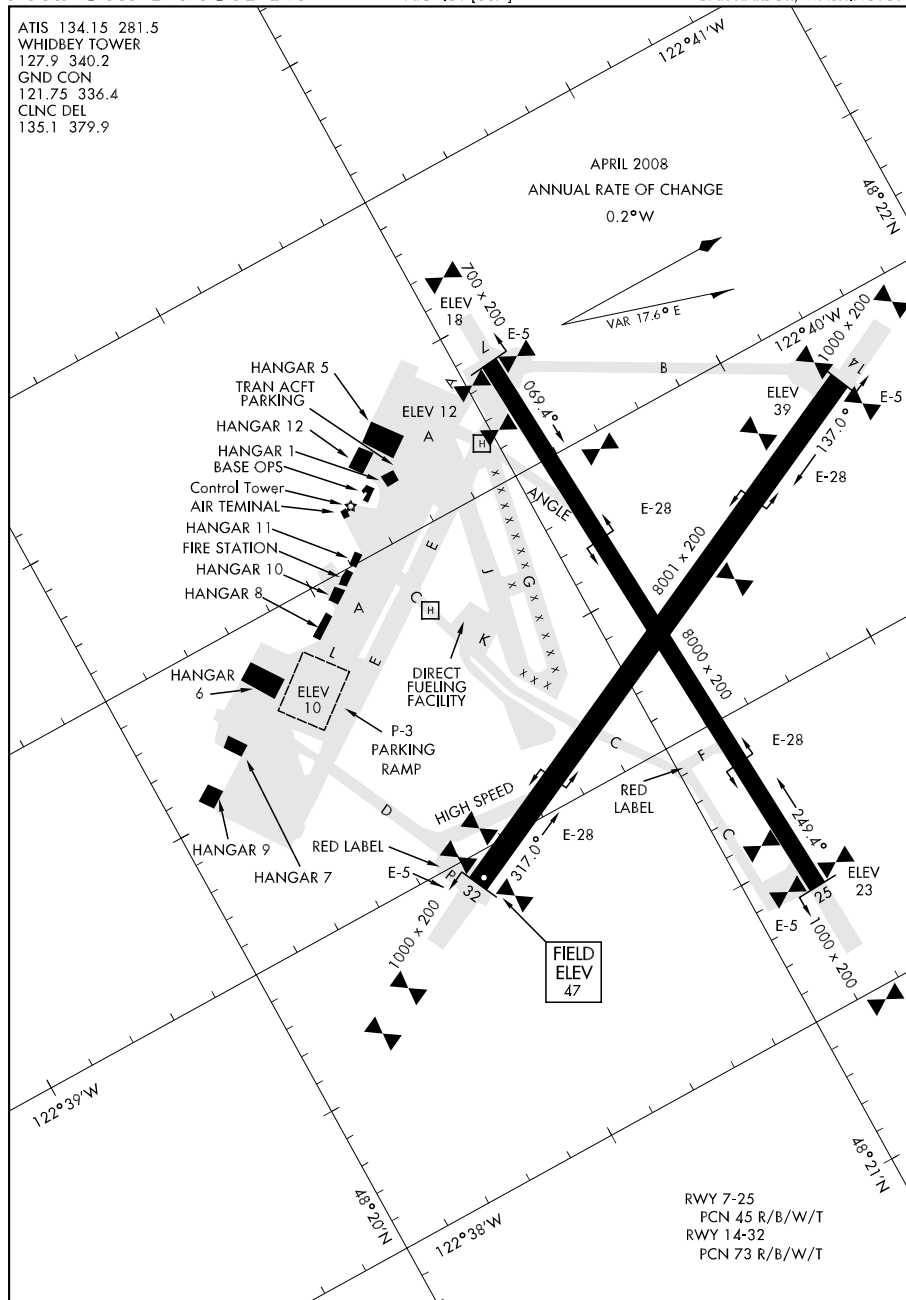 ATIS 134.15 281.5
WHIDBEY TOWER
127.9 340.2
GND CON
121.75 336.4
CLNC DEL
135.1 379.9
122°41'W
APRIL 2008
ANNUAL RATE OF CHANGE
0.2°W
48°22'N
VAR 17.6° E
700 x 200
ELEV
18
E-5
7
122°40'W
1000 x 200
14
ELEV
39
E-5
B
A
069.4°
137.0°
E-28
HANGAR 5
TRAN ACFT
PARKING
HANGAR 12
HANGAR 1
BASE OPS
Control Tower
AIR TEMINAL
HANGAR 11
FIRE STATION
HANGAR 10
HANGAR 8
ELEV 12
A
H
ANGLE
E-28
8001 x 200
E
J
G
C
H
K
A
E
L
8000 x 200
HANGAR
6
ELEV
10
DIRECT
FUELING
FACILITY
P-3
PARKING
RAMP
C
F
E-28
RED
LABEL
HIGH SPEED
D
C
249.4°
HANGAR 9
HANGAR 7
RED LABEL
E-28
317.0°
E-5
P
32
ELEV
23
25
E-5
1000 x 200
1000 x 200
FIELD
ELEV
47
122°39'W
48°21'N
48°20'N
122°38'W
RWY 7-25
PCN 45 R/B/W/T
RWY 14-32
PCN 73 R/B/W/T